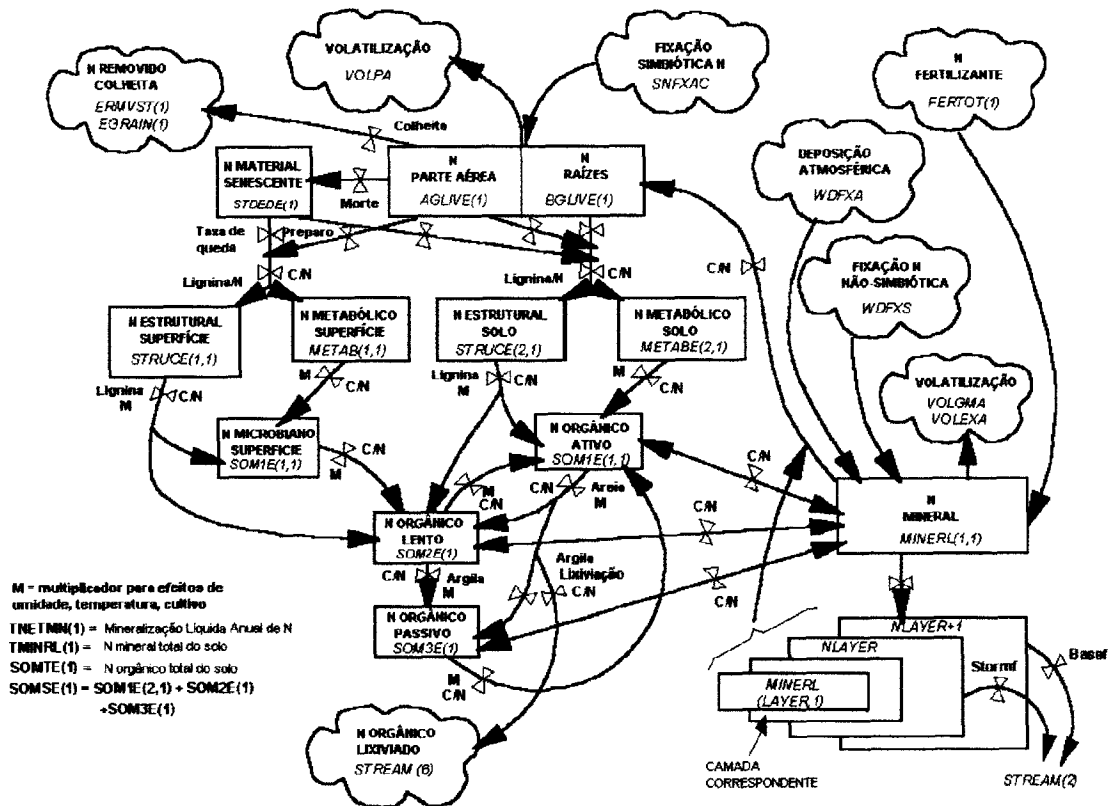 N REMOVIDO
COLHEITA
ERMVST(1)
EGRAIN(1)
VOLATILIZAÇÃO
VOLPA
FIXAÇÃO
SIMBIÓTICA N
SNFXAC
N
FERTILIZANTE
FERTOT(1)
DEPOSIÇÃO
ATMOSFÉRICA
WDFXA
FIXAÇÃO N
NÃO-SIMBIÓTICA
WDFXS
VOLATILIZAÇÃO
VOLGMA
VOLEXA
Colheita
N MATERIAL
SENESCENTE
STDEDE(1)
Morte
N
PARTE AÉREA
AGLIVE(1)
N
RAÍZES
BGLIVE(1)
Taxa de
queda
Preparo
Lignina/N
C/N
Lignina/N
C/N
C/N
N ESTRUTURAL
SUPERFÍCIE
STRUCE(1,1)
N METABÓLICO
SUPERFÍCIE
METAB(1,1)
N ESTRUTURAL
SOLO
STRUCE(2,1)
N METABÓLICO
SOLO
METABE(2,1)
Lignina
M
C/N
M
C/N
Lignina
M
C/N
M
C/N
N MICROBIANO
SUPERFICIE
SOM1E(1,1)
C/N
M
N ORGÂNICO
ATIVO
SOM1E(1,1)
M
C/N
C/N
Areia
M
C/N
C/N
C/N
N ORGÂNICO
LENTO
SOM2E(1)
C/N
Argila
M
Argila
Lixiviação
C/N
N ORGÂNICO
PASSIVO
SOM3E(1)
M
C/N
N
MINERAL
MINERL(1,1)
NLAYER+1
NLAYER
MINERL
(LAYER,1)
Stormf
Basef
CAMADA
CORRESPONDENTE
STREAM(2)
N ORGÂNICO
LIXIVIADO
STREAM (6)
M = multiplicador para efeitos de
umidade, temperatura, cultivo
TNETMN(1) = Mineralização Líquida Anual de N
TMINRL(1) = N mineral total do solo
SOMTE(1) = N orgânico total do solo
SOMSE(1) = SOM1E(2,1) + SOM2E(1)
+SOM3E(1)